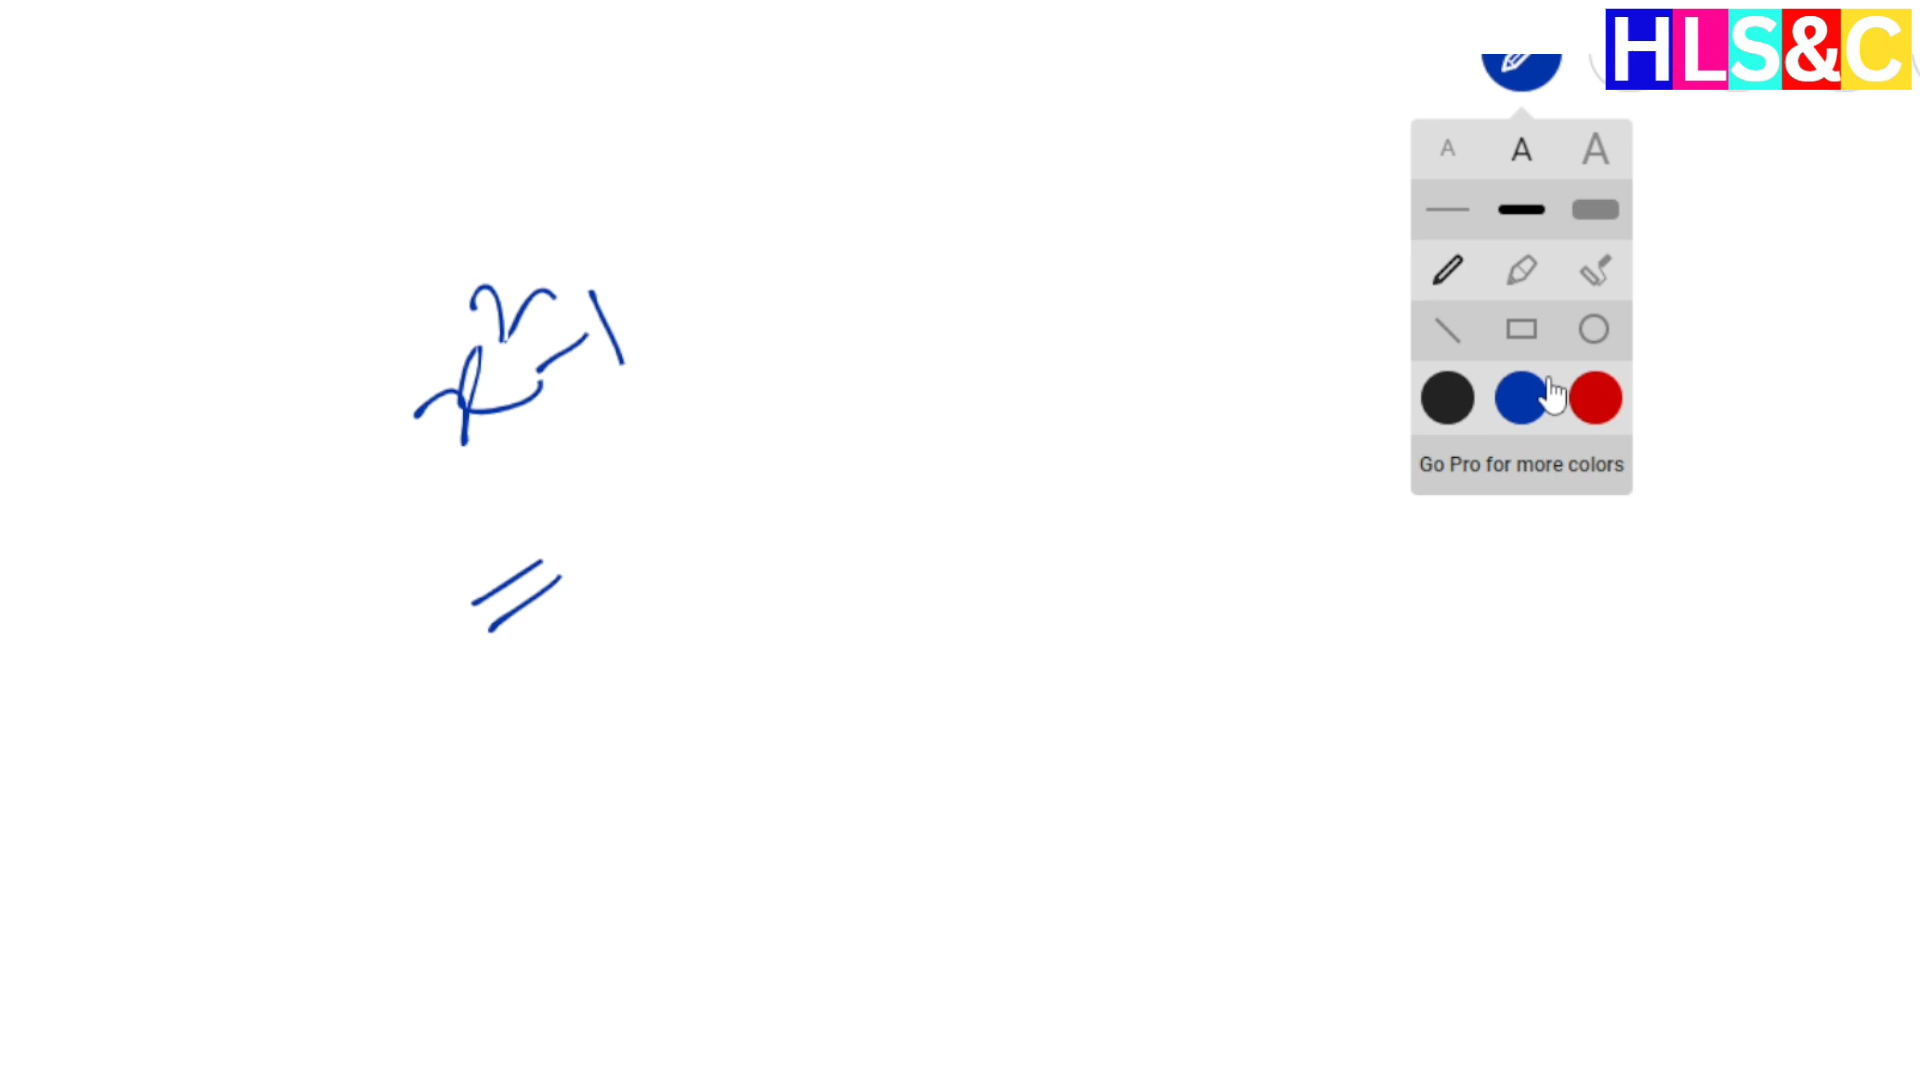 HLS&C
A A A
Go Pro for more colors
=